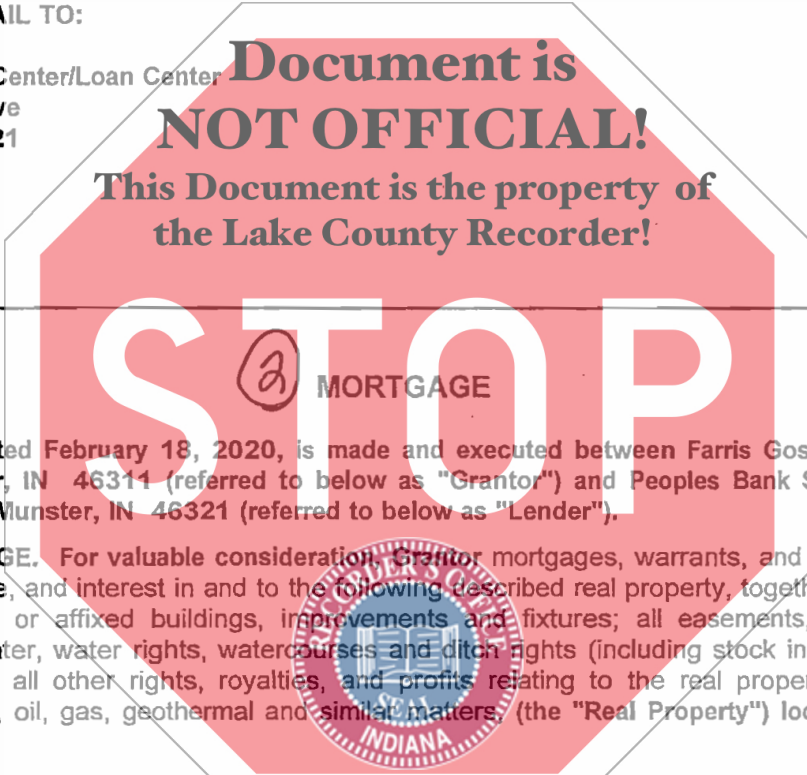 AIL TO:
Center/Loan Center
ve
21
Document is
NOT OFFICIAL!
This Document is the property of
the Lake County Recorder!
STOP
2 MORTGAGE
ted February 18, 2020, is made and executed between Farris Gos
r, IN 46311 (referred to below as "Grantor") and Peoples Bank S
Munster, IN 46321 (referred to below as "Lender").
GE. For valuable consideration, Grantor mortgages, warrants, and
e, and interest in and to the following described real property, togeth
or affixed buildings, improvements and fixtures; all easements,
ter, water rights, watercourses and ditch rights (including stock in
all other rights, royalties, and profits relating to the real proper
, oil, gas, geothermal and similar matters, (the "Real Property") loc
RECORDER'S OFFICE
SEAL
INDIANA